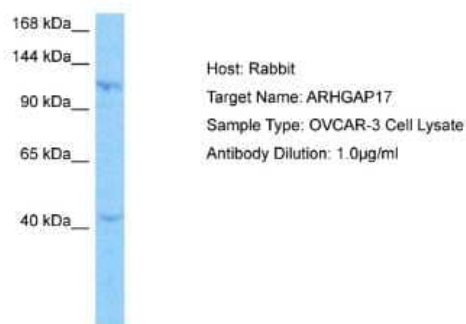 168 kDa
144 kDa
90 kDa
65 kDa
40 kDa
Host: Rabbit
Target Name: ARHGAP17
Sample Type: OVCAR-3 Cell Lysate
Antibody Dilution: 1.0µg/ml